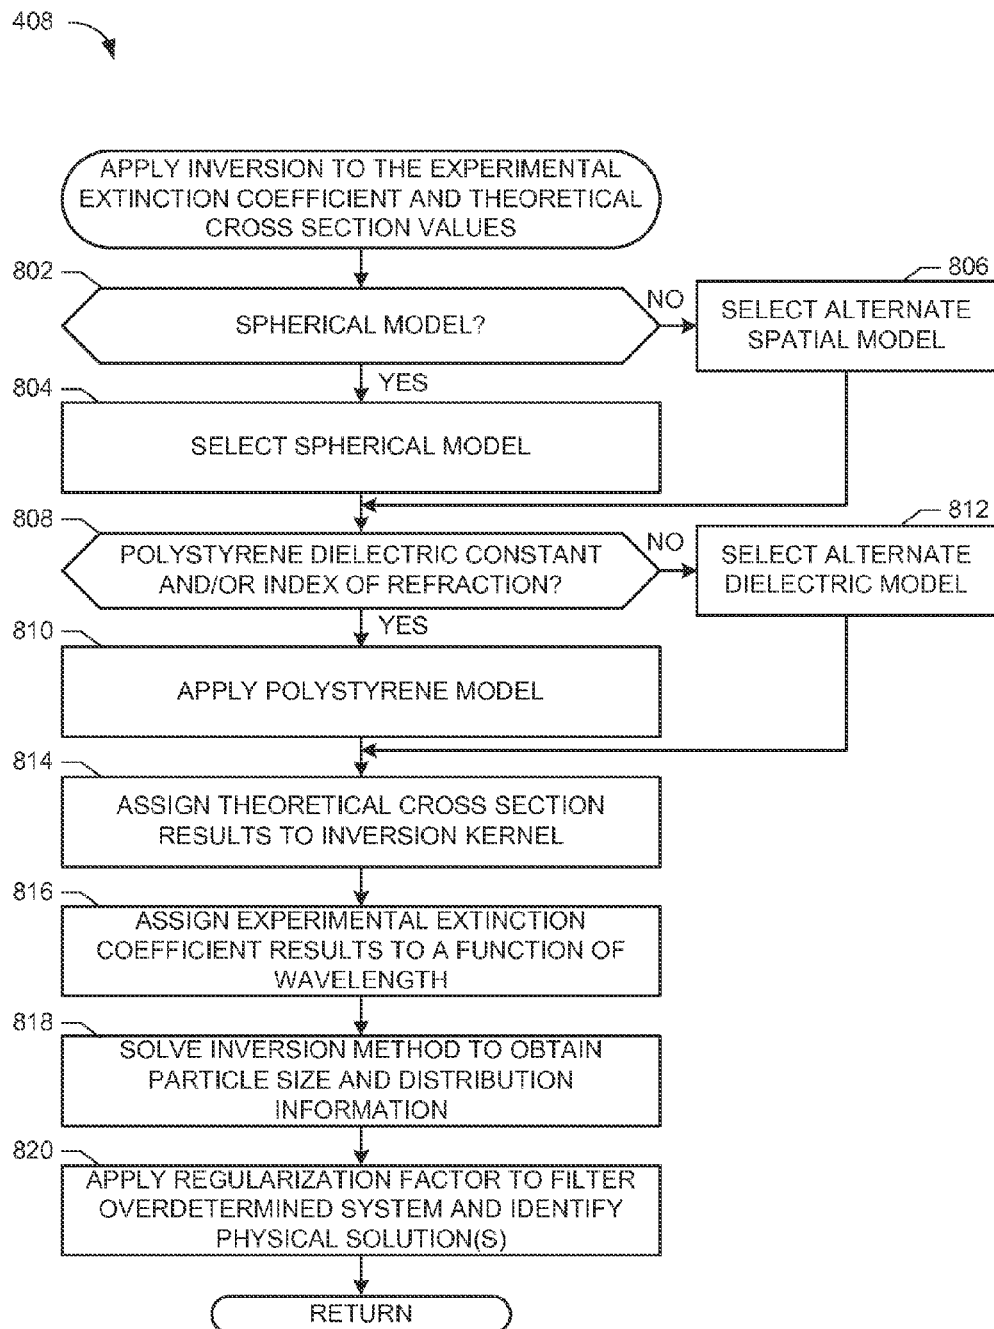 408
APPLY INVERSION TO THE EXPERIMENTAL
EXTINCTION COEFFICIENT AND THEORETICAL
CROSS SECTION VALUES
802
SPHERICAL MODEL?
NO
806
SELECT ALTERNATE
SPATIAL MODEL
YES
804
SELECT SPHERICAL MODEL
808
POLYSTYRENE DIELECTRIC CONSTANT
AND/OR INDEX OF REFRACTION?
NO
812
SELECT ALTERNATE
DIELECTRIC MODEL
YES
810
APPLY POLYSTYRENE MODEL
814
ASSIGN THEORETICAL CROSS SECTION
RESULTS TO INVERSION KERNEL
816
ASSIGN EXPERIMENTAL EXTINCTION
COEFFICIENT RESULTS TO A FUNCTION OF
WAVELENGTH
818
SOLVE INVERSION METHOD TO OBTAIN
PARTICLE SIZE AND DISTRIBUTION
INFORMATION
820
APPLY REGULARIZATION FACTOR TO FILTER
OVERDETERMINED SYSTEM AND IDENTIFY
PHYSICAL SOLUTION(S)
RETURN